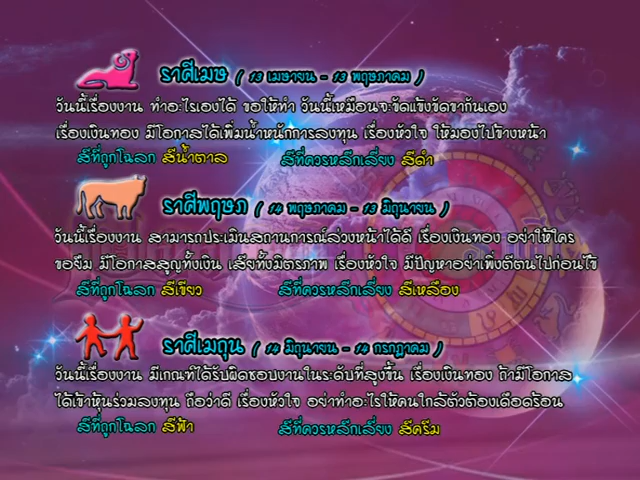 ราศีเมษ ( 13 เมษายน - 13 พฤษภาคม )
วันนี้เรื่องงาน ทำอะไรเองได้ ขอให้ทำ วันนี้เหมือนจะขัดแข้งขัดขากันเอง
เรื่องเงินทอง มีโอกาสได้เพิ่มน้ำหนักการลงทุน เรื่องหัวใจ ให้มองไปข้างหน้า
สีที่ถูกโฉลก สีน้ำตาล สีที่ควรหลีกเลี่ยง สีดำ
ราศีพฤษภ ( 14 พฤษภาคม - 13 มิถุนายน )
วันนี้เรื่องงาน สามารถประเมินสถานการณ์ล่วงหน้าได้ดี เรื่องเงินทอง อย่าให้ใคร
ขอยืม มีโอกาสสูญทั้งเงิน เสียทั้งมิตรภาพ เรื่องหัวใจ มีปัญหาอย่าเพิ่งตีตนไปก่อนไข้
สีที่ถูกโฉลก สีเขียว สีที่ควรหลีกเลี่ยง สีเหลือง
ราศีเมถุน ( 14 มิถุนายน - 14 กรกฎาคม )
วันนี้เรื่องงาน มีเกณฑ์ได้รับผิดชอบงานในระดับที่สูงขึ้น เรื่องเงินทอง ถ้ามีโอกาส
ได้เข้าหุ้นร่วมลงทุน ถือว่าดี เรื่องหัวใจ อย่าทำอะไรให้คนใกล้ตัวต้องเดือดร้อน
สีที่ถูกโฉลก สีฟ้า สีที่ควรหลีกเลี่ยง สีครีม